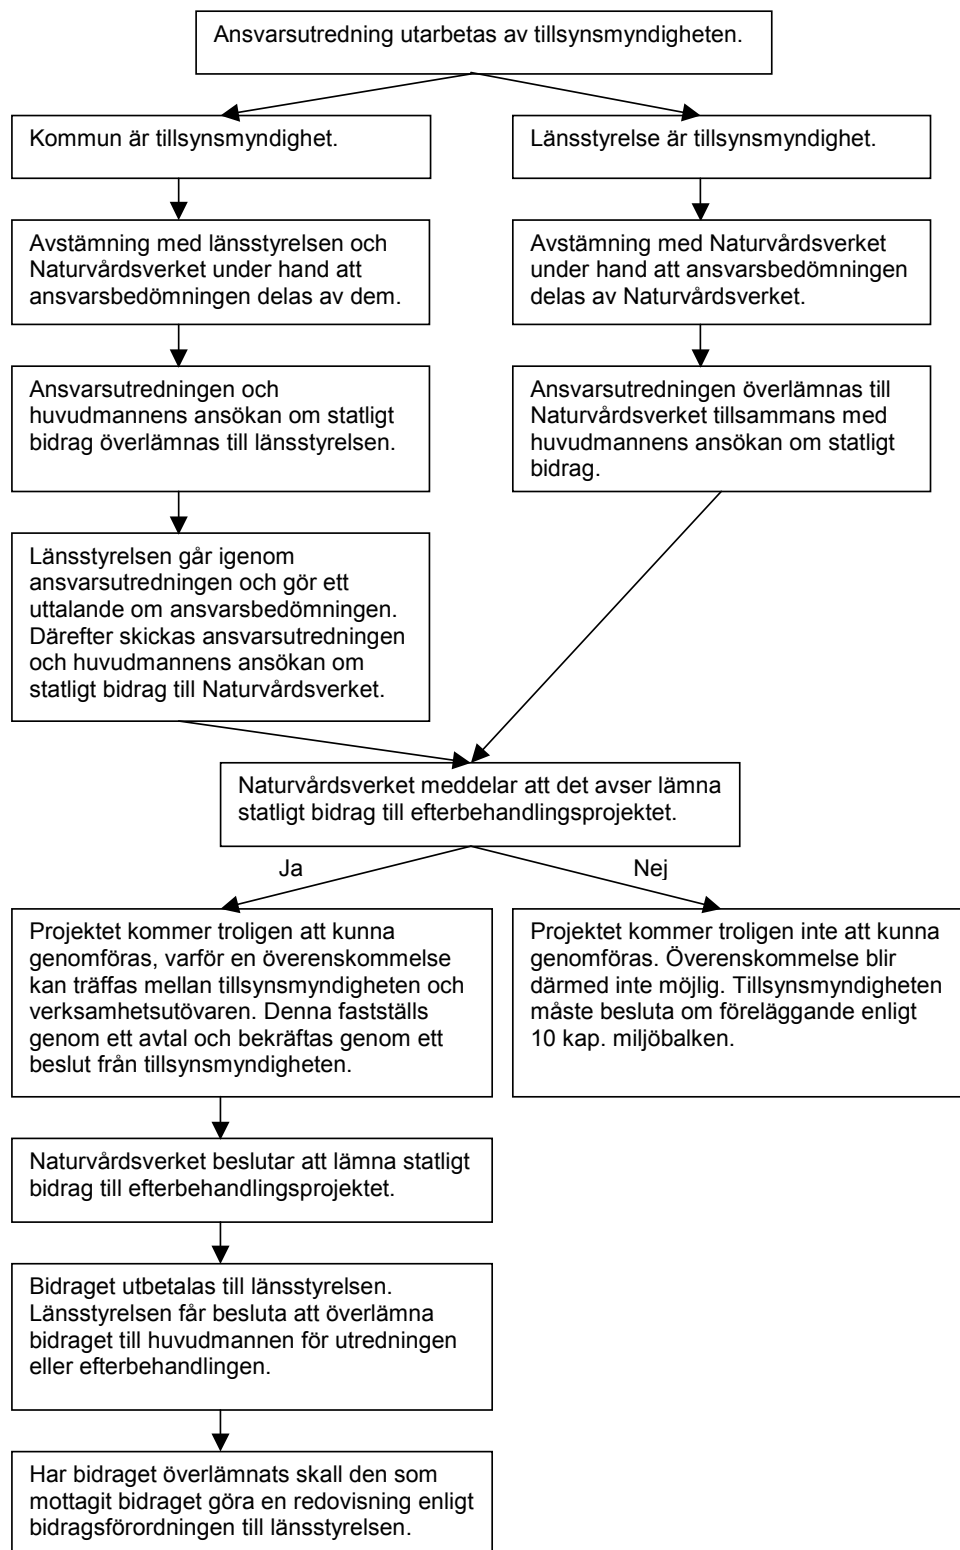 Ansvarsutredning utarbetas av tillsynsmyndigheten.
Kommun är tillsynsmyndighet.
Länsstyrelse är tillsynsmyndighet.
Avstämning med länsstyrelsen och
Naturvårdsverket under hand att
ansvarsbedömningen delas av dem.
Avstämning med Naturvårdsverket
under hand att ansvarsbedömningen
delas av Naturvårdsverket.
Ansvarsutredningen och
huvudmannens ansökan om statligt
bidrag överlämnas till länsstyrelsen.
Ansvarsutredningen överlämnas till
Naturvårdsverket tillsammans med
huvudmannens ansökan om statligt
bidrag.
Länsstyrelsen går igenom
ansvarsutredningen och gör ett
uttalande om ansvarsbedömningen.
Därefter skickas ansvarsutredningen
och huvudmannens ansökan om
statligt bidrag till Naturvårdsverket.
Naturvårdsverket meddelar att det avser lämna
statligt bidrag till efterbehandlingsprojektet.
Ja
Nej
Projektet kommer troligen att kunna
genomföras, varför en överenskommelse
kan träffas mellan tillsynsmyndigheten och
verksamhetsutövaren. Denna fastställs
genom ett avtal och bekräftas genom ett
beslut från tillsynsmyndigheten.
Projektet kommer troligen inte att kunna
genomföras. Överenskommelse blir
därmed inte möjlig. Tillsynsmyndigheten
måste besluta om föreläggande enligt
10 kap. miljöbalken.
Naturvårdsverket beslutar att lämna statligt
bidrag till efterbehandlingsprojektet.
Bidraget utbetalas till länsstyrelsen.
Länsstyrelsen får besluta att överlämna
bidraget till huvudmannen för utredningen
eller efterbehandlingen.
Har bidraget överlämnats skall den som
mottagit bidraget göra en redovisning enligt
bidragsförordningen till länsstyrelsen.